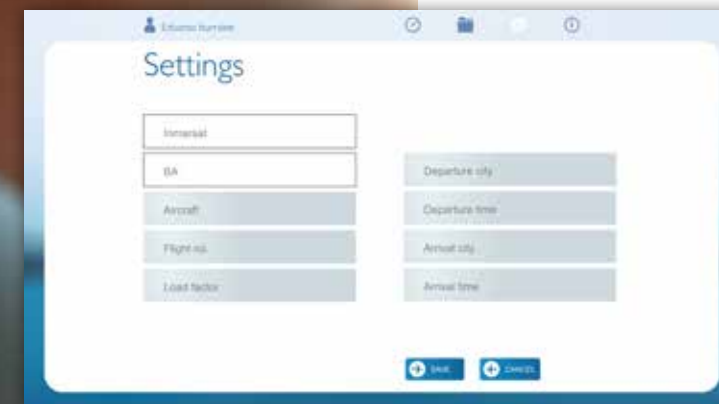 Settings
Inmarsat
BA
Aircraft
Flight no.
Load factor
Departure city
Departure time
Arrival city
Arrival time
SAVE
CANCEL